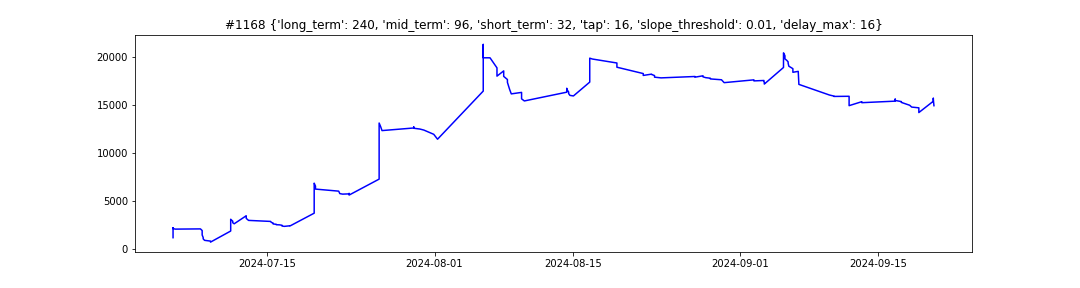 #1168 {'long_term': 240, 'mid_term': 96, 'short_term': 32, 'tap': 16, 'slope_threshold': 0.01, 'delay_max': 16}
20000
15000
10000
5000
0
2024-07-15 2024-08-01 2024-08-15 2024-09-01 2024-09-15